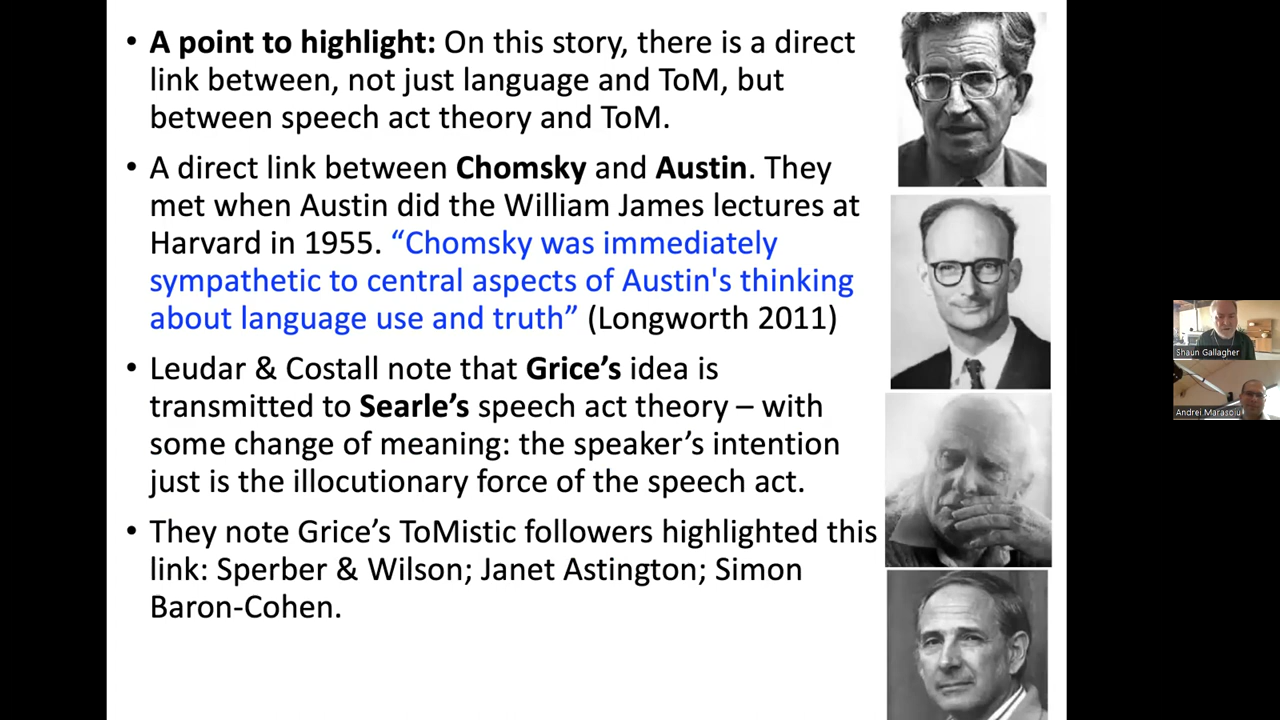 • A point to highlight: On this story, there is a direct
link between, not just language and ToM, but
between speech act theory and ToM.
• A direct link between Chomsky and Austin. They
met when Austin did the William James lectures at
Harvard in 1955. “Chomsky was immediately
sympathetic to central aspects of Austin's thinking
about language use and truth” (Longworth 2011)
• Leudar & Costall note that Grice’s idea is
transmitted to Searle’s speech act theory – with
some change of meaning: the speaker’s intention
just is the illocutionary force of the speech act.
• They note Grice’s ToMistic followers highlighted this
link: Sperber & Wilson; Janet Astington; Simon
Baron-Cohen.
Shaun Gallagher
Andrei Marasoiu